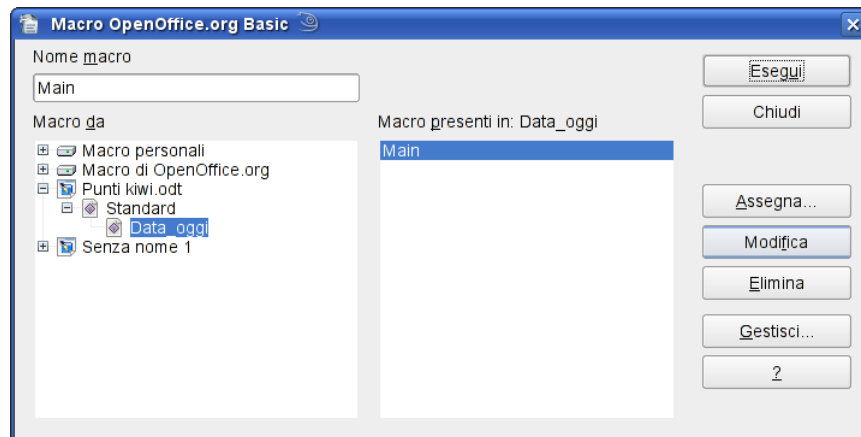 Macro OpenOffice.org Basic
Nome macro
Main
Macro da
Macro personali
Macro di OpenOffice.org
Punti kiwi.odt
Standard
Data_oggi
Senza nome 1
Macro presenti in: Data_oggi
Main
Esegui
Chiudi
Assegna...
Modifica
Elimina
Gestisci...
?